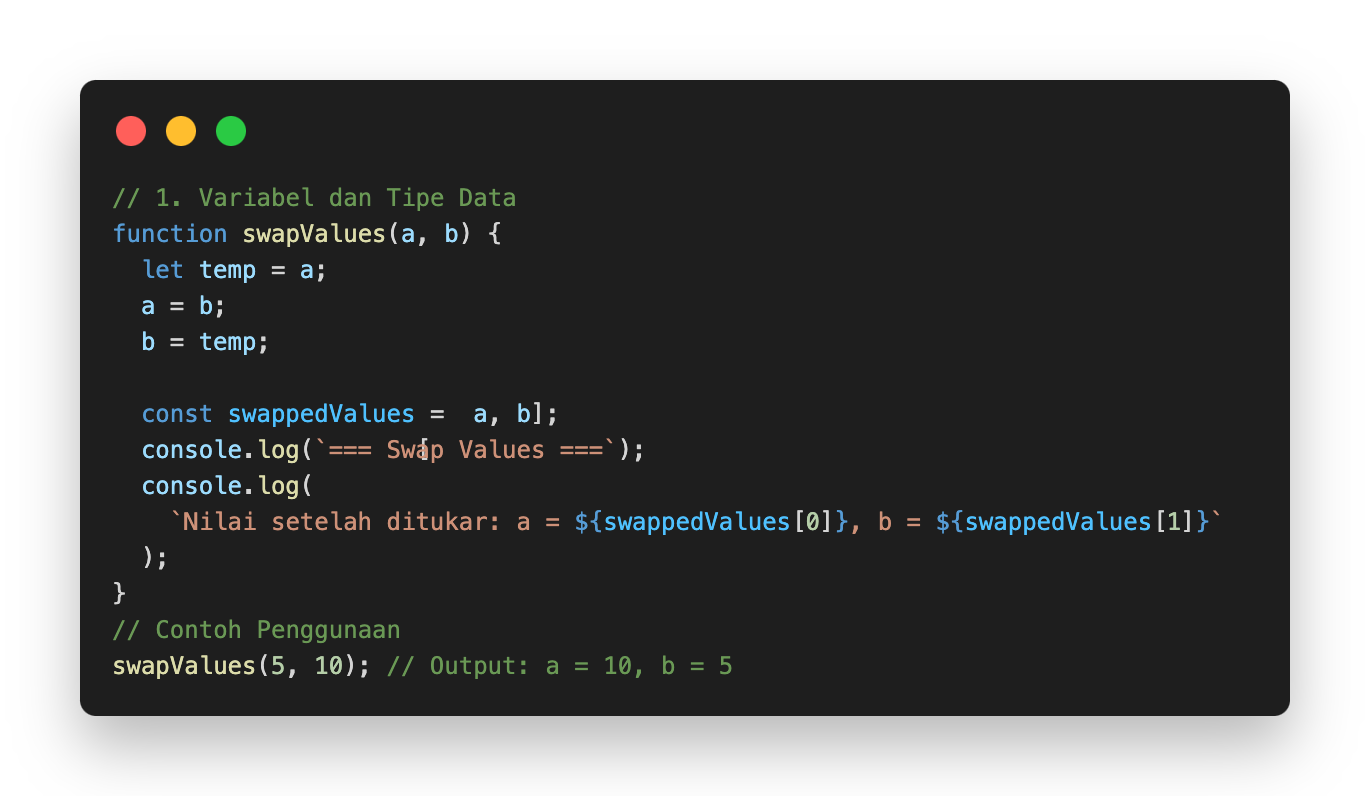 // 1. Variabel dan Tipe Data
function swapValues(a, b) {
  let temp = a;
  a = b;
  b = temp;

  const swappedValues =  a, b];
  console.log(`=== Swap Values ===`);
  console.log(
    `Nilai setelah ditukar: a = ${swappedValues[0]}, b = ${swappedValues[1]}`
  );
}
// Contoh Penggunaan
swapValues(5, 10); // Output: a = 10, b = 5